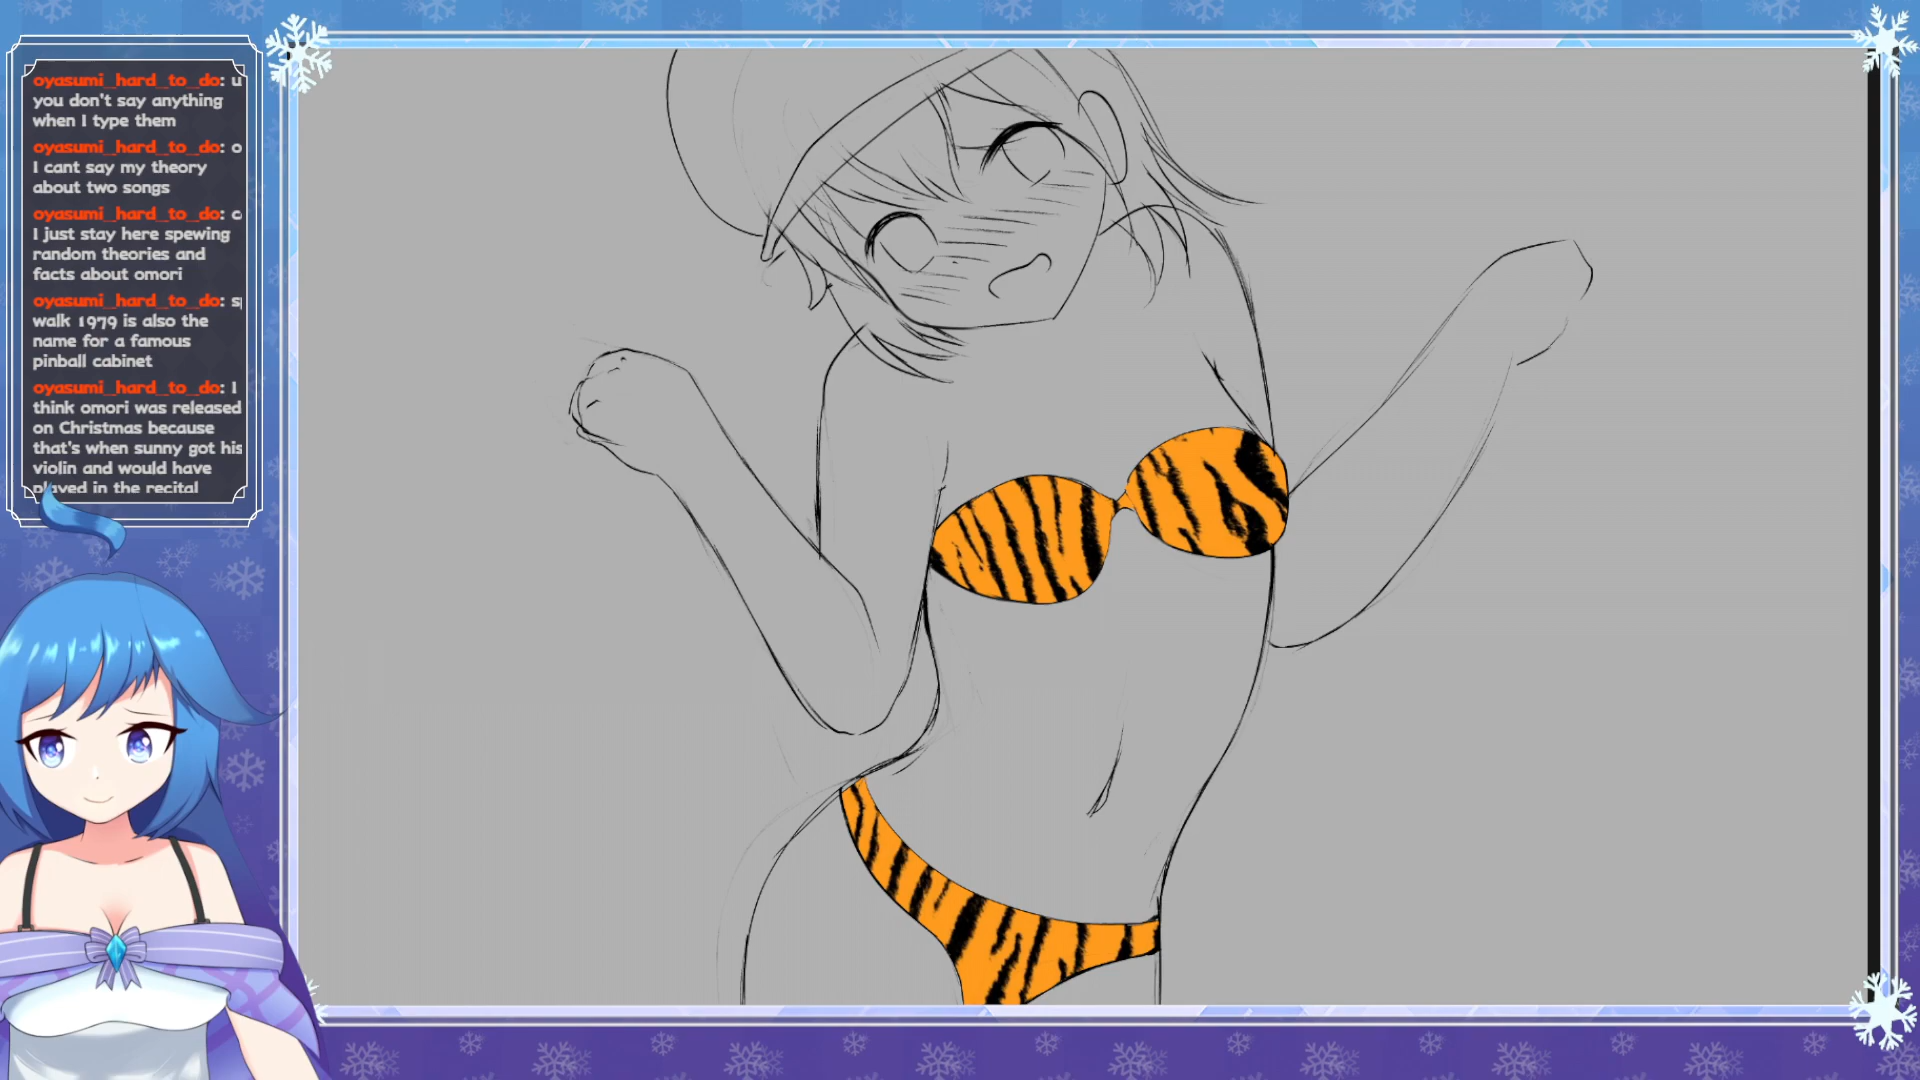 oyasumi_hard_to_do: u
you don't say anything
when I type them
oyasumi_hard_to_do: o
I cant say my theory
about two songs
oyasumi_hard_to_do: c
I just stay here spewing
random theories and
facts about omori
oyasumi_hard_to_do: sp
walk 1979 is also the
name for a famous
pinball cabinet
oyasumi_hard_to_do: I
think omori was released
on Christmas because
that's when sunny got his
violin and would have
played in the recital